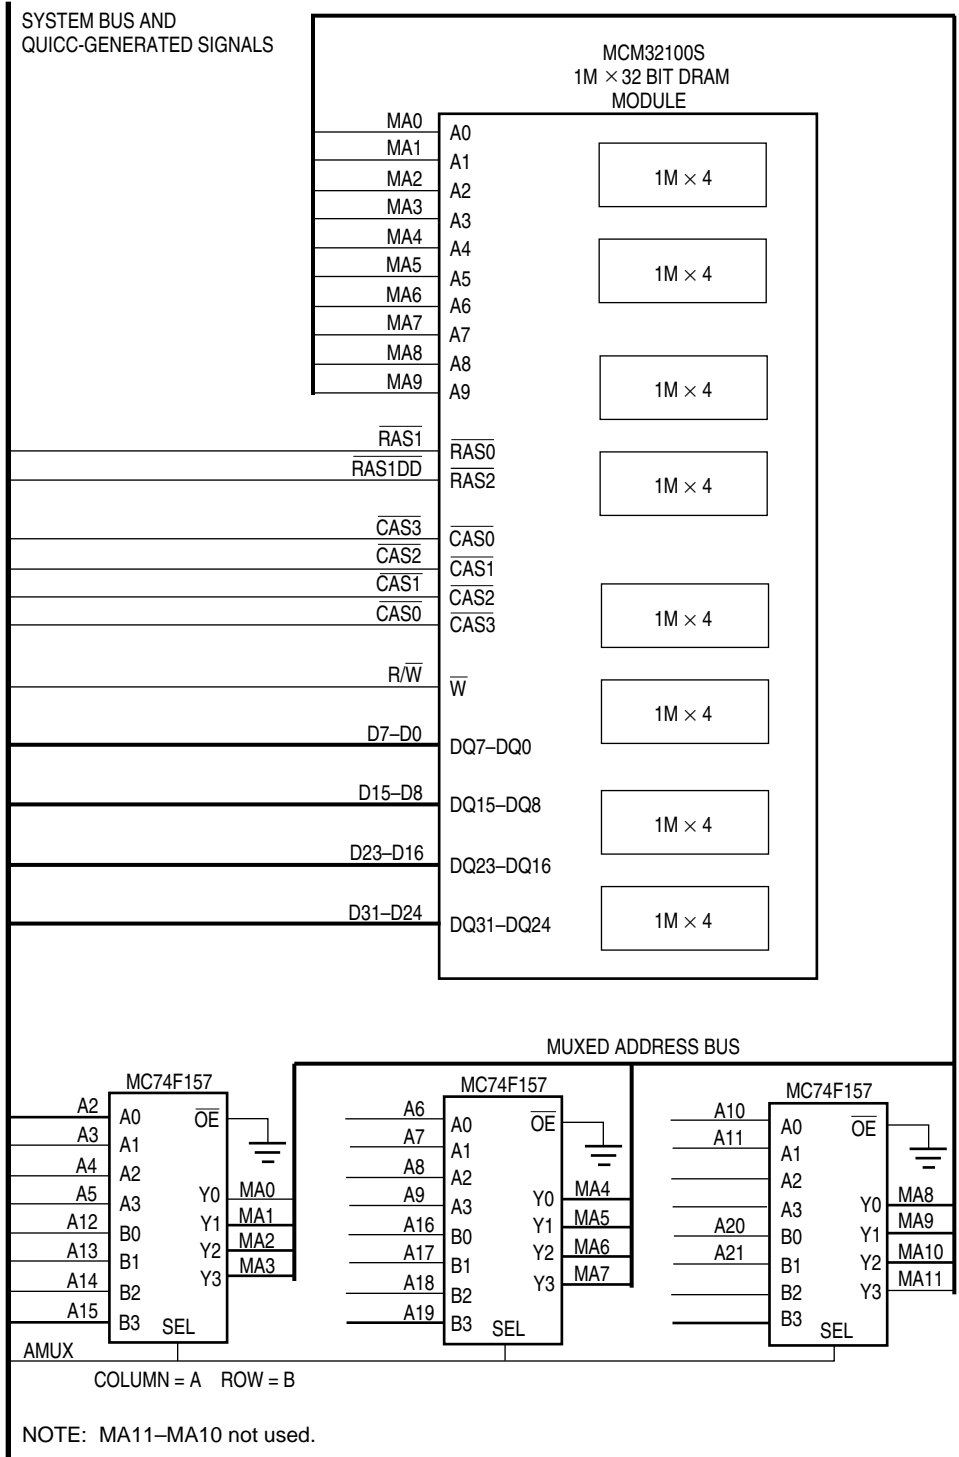 SYSTEM BUS AND
QUICC-GENERATED SIGNALS
MCM32100S
1M × 32 BIT DRAM
MODULE
MA0 A0
MA1 A1
MA2 A2
MA3 A3
MA4 A4
MA5 A5
MA6 A6
MA7 A7
MA8 A8
MA9 A9
1M × 4
1M × 4
1M × 4
1M × 4
1M × 4
1M × 4
1M × 4
1M × 4
RAS1 RAS0
RAS1DD RAS2
CAS3 CAS0
CAS2 CAS1
CAS1 CAS2
CAS0 CAS3
R/W W
D7–D0 DQ7–DQ0
D15–D8 DQ15–DQ8
D23–D16 DQ23–DQ16
D31–D24 DQ31–DQ24
MUXED ADDRESS BUS
MC74F157
A2 A0 OE
A3 A1
A4 A2
A5 A3 Y0 MA0
A12 B0 Y1 MA1
A13 B1 Y2 MA2
A14 B2 Y3 MA3
A15 B3 SEL
MC74F157
A6 A0 OE
A7 A1
A8 A2
A9 A3 Y0 MA4
A16 B0 Y1 MA5
A17 B1 Y2 MA6
A18 B2 Y3 MA7
A19 B3 SEL
MC74F157
A10 A0 OE
A11 A1
A2
A3 Y0 MA8
A20 B0 Y1 MA9
A21 B1 Y2 MA10
B2 Y3 MA11
B3 SEL
AMUX
COLUMN = A ROW = B
NOTE: MA11–MA10 not used.